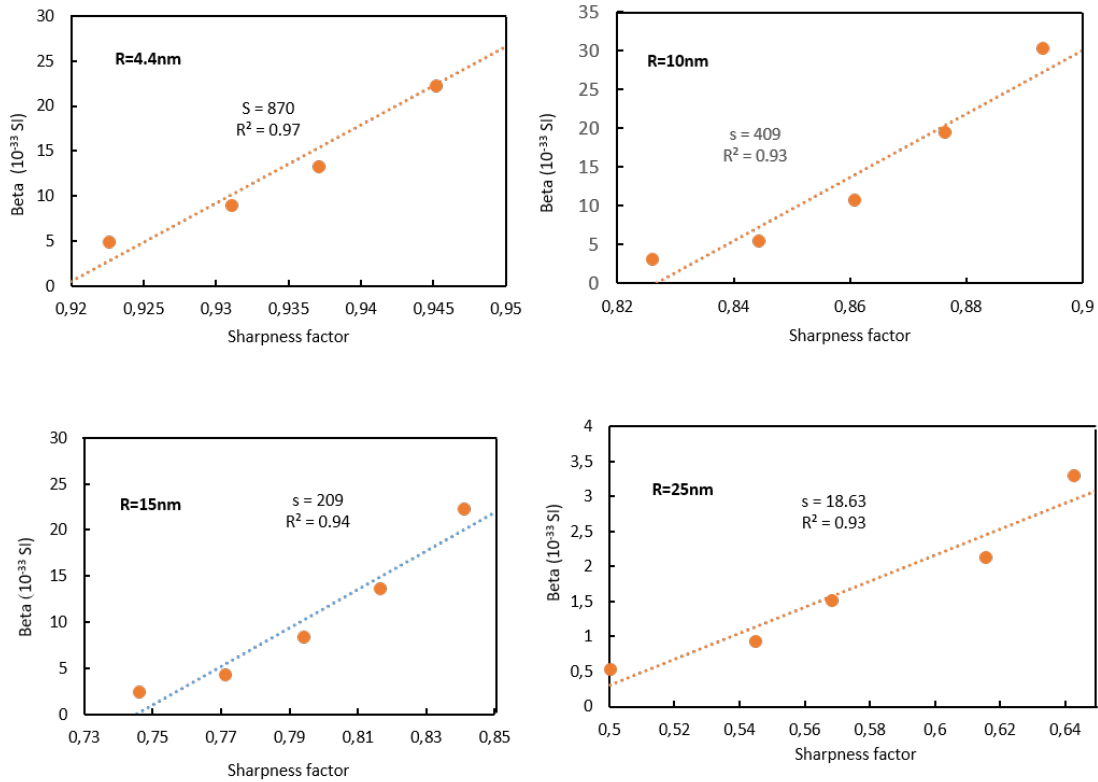 30
25
20
15
10
5
0
Beta (10⁻³³ SI)
R=4.4nm
S = 870
R² = 0.97
0,92 0,925 0,93 0,935 0,94 0,945 0,95
Sharpness factor
35
30
25
20
15
10
5
0
Beta (10⁻³³ SI)
R=10nm
s = 409
R² = 0.93
0,82 0,84 0,86 0,88 0,9
Sharpness factor
30
25
20
15
10
5
0
Beta (10⁻³³ SI)
R=15nm
s = 209
R² = 0.94
0,73 0,75 0,77 0,79 0,81 0,83 0,85
Sharpness factor
4
3,5
3
2,5
2
1,5
1
0,5
0
Beta (10⁻³³ SI)
R=25nm
s = 18.63
R² = 0.93
0,5 0,52 0,54 0,56 0,58 0,6 0,62 0,64
Sharpness factor